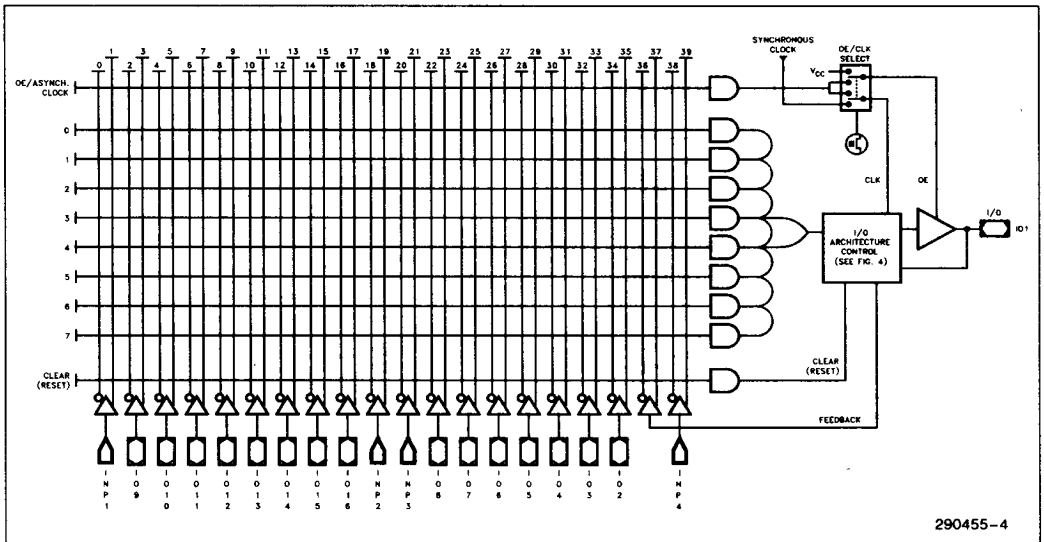 1 3 5 7 9 11 13 15 17 19 21 23 25 27 29 31 33 35 37 39
0 2 4 6 8 10 12 14 16 18 20 22 24 26 28 30 32 34 36 38
SYNCHRONOUS
CLOCK
OE/CLK
SELECT
VCC
OE/ASYNCH.
CLOCK
0
1
2
3
4
5
6
7
CLK
OE
I/O
ARCHITECTURE
CONTROL
(SEE FIG. 4)
I/O
IO1
CLEAR
(RESET)
CLEAR
(RESET)
FEEDBACK
INP1
IO9
IO10
IO11
IO12
IO13
IO14
IO15
IO16
INP2
INP3
IO8
IO7
IO6
IO5
IO4
IO3
IO2
INP4
290455-4